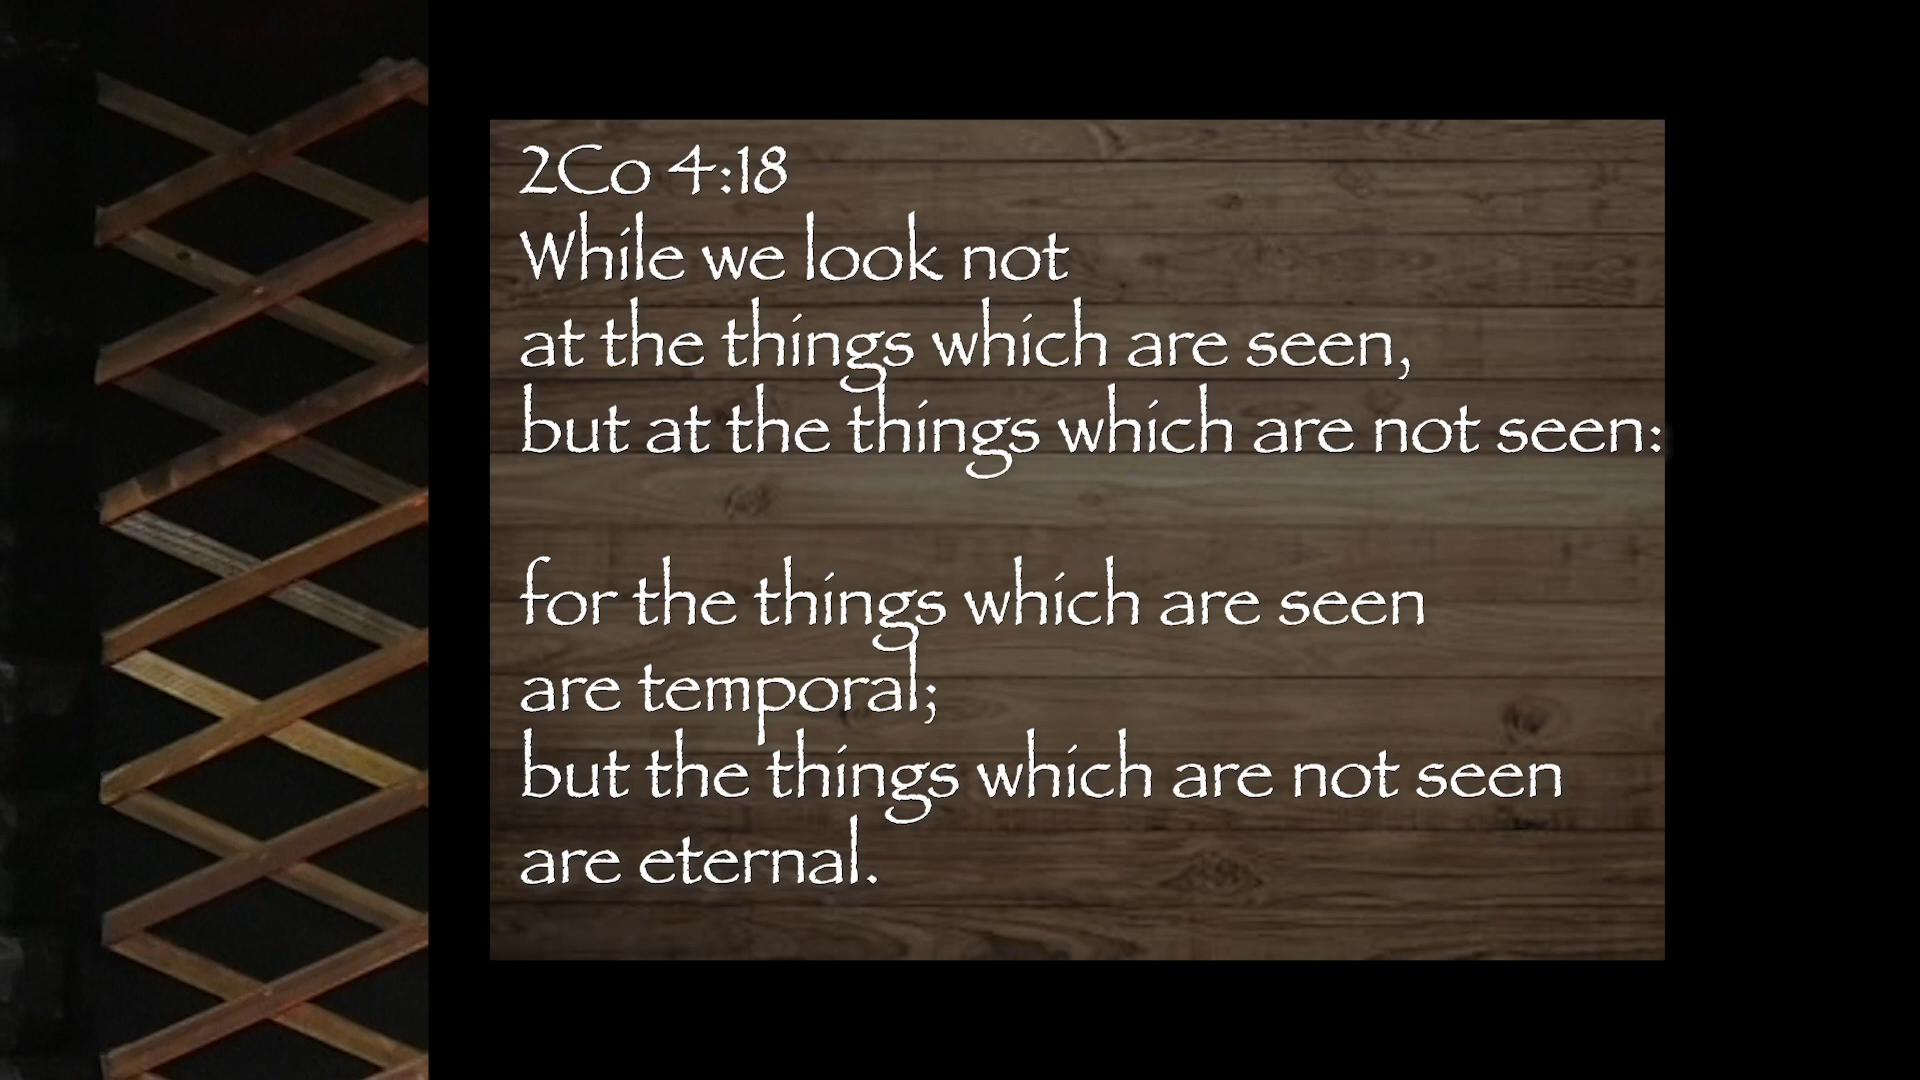 2Co 4:18
While we look not
at the things which are seen,
but at the things which are not seen:
for the things which are seen
are temporal;
but the things which are not seen
are eternal.